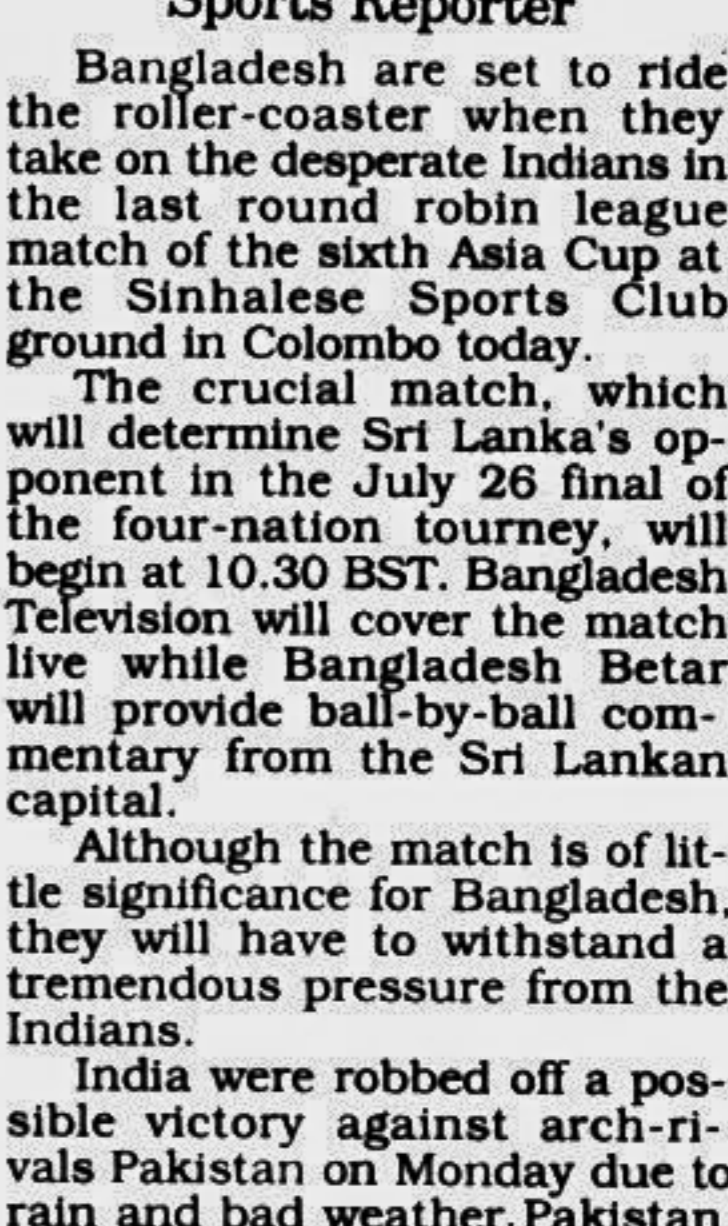 Sports Reporter
Bangladesh are set to ride
the roller-coaster when they
take on the desperate Indians in
the last round robin league
match of the sixth Asia Cup at
the Sinhalese Sports Club
ground in Colombo today.
The crucial match, which
will determine Sri Lanka's op-
ponent in the July 26 final of
the four-nation tourney, will
begin at 10.30 BST. Bangladesh
Television will cover the match
live while Bangladesh Betar
will provide ball-by-ball com-
mentary from the Sri Lankan
capital.
Although the match is of lit-
tle significance for Bangladesh,
they will have to withstand a
tremendous pressure from the
Indians.
India were robbed off a pos-
sible victory against arch-ri-
vals Pakistan on Monday due to
rain and bad weather. Pakistan